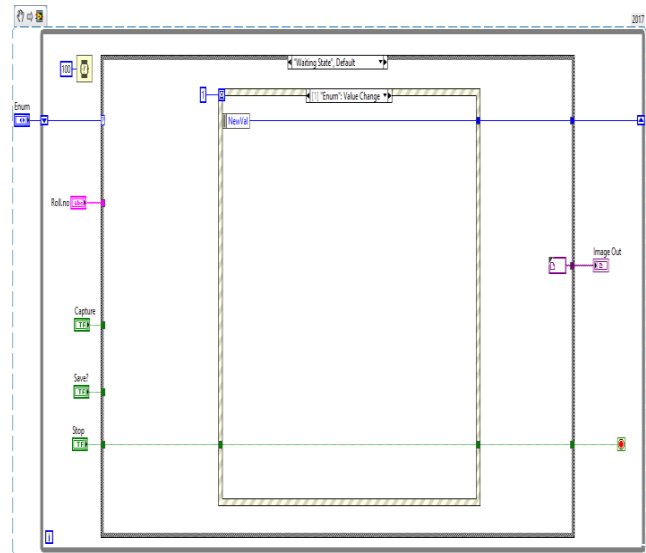 2017
"Waiting State", Default
100
1
[1] "Enum": Value Change
Enum
NewVal
Roll.no
abc
Image Out
Capture
TF
Save?
TF
Stop
TF
i